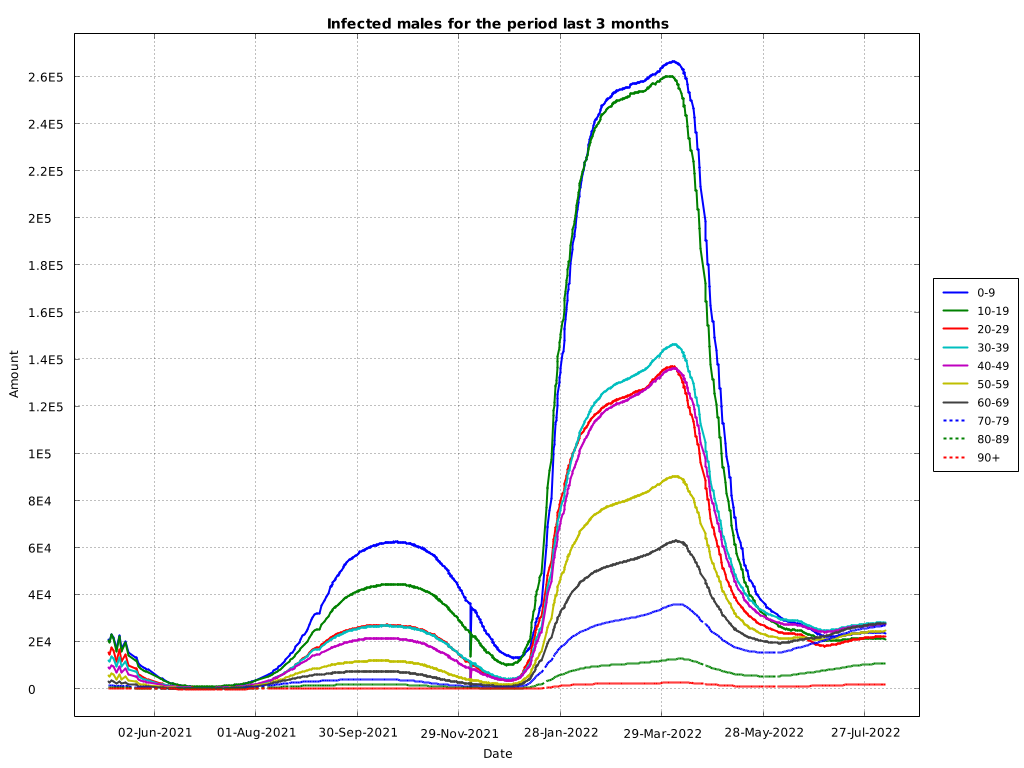 Infected males for the period last 3 months
Amount
2.6E5
2.4E5
2.2E5
2E5
1.8E5
1.6E5
1.4E5
1.2E5
1E5
8E4
6E4
4E4
2E4
0
02-Jun-2021 01-Aug-2021 30-Sep-2021 29-Nov-2021 28-Jan-2022 29-Mar-2022 28-May-2022 27-Jul-2022
Date
0-9
10-19
20-29
30-39
40-49
50-59
60-69
70-79
80-89
90+